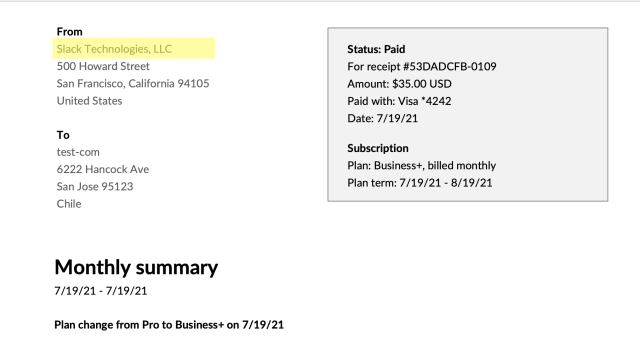 From
Slack Technologies, LLC
500 Howard Street
San Francisco, California 94105
United States
To
test-com
6222 Hancock Ave
San Jose 95123
Chile
Status: Paid
For receipt #53DADCFB-0109
Amount: $35.00 USD
Paid with: Visa *4242
Date: 7/19/21
Subscription
Plan: Business+, billed monthly
Plan term: 7/19/21 - 8/19/21
Monthly summary
7/19/21 - 7/19/21
Plan change from Pro to Business+ on 7/19/21